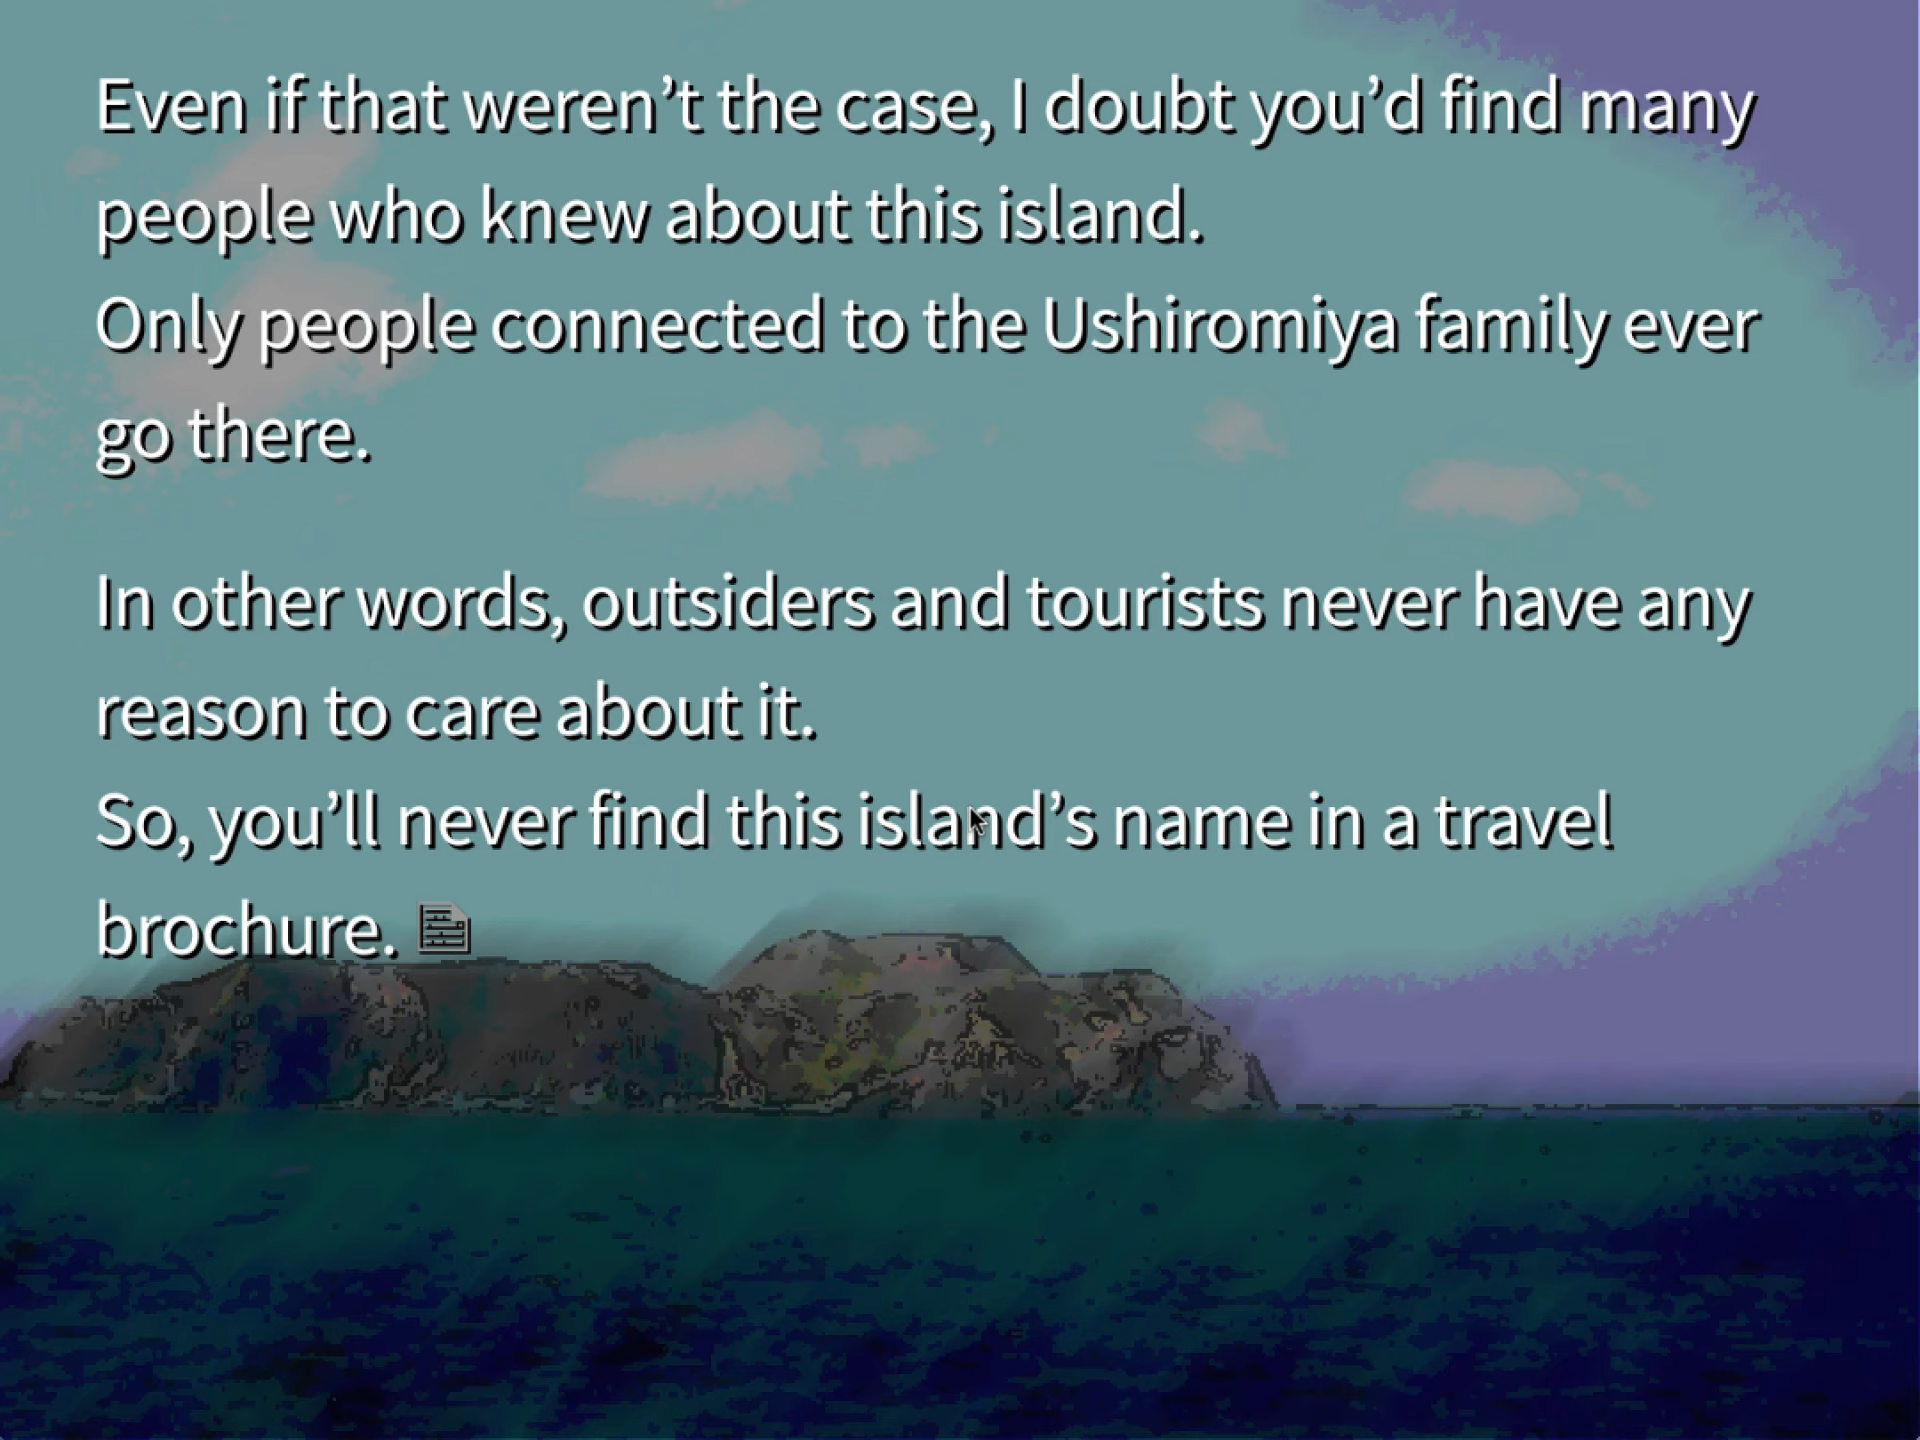 Even if that weren’t the case, I doubt you’d find many
people who knew about this island.
Only people connected to the Ushiromiya family ever
go there.
In other words, outsiders and tourists never have any
reason to care about it.
So, you’ll never find this island’s name in a travel
brochure.